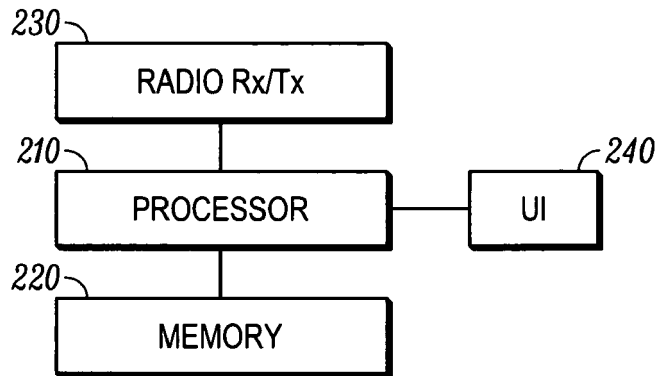 230
RADIO Rx/Tx
210
PROCESSOR
240
UI
220
MEMORY